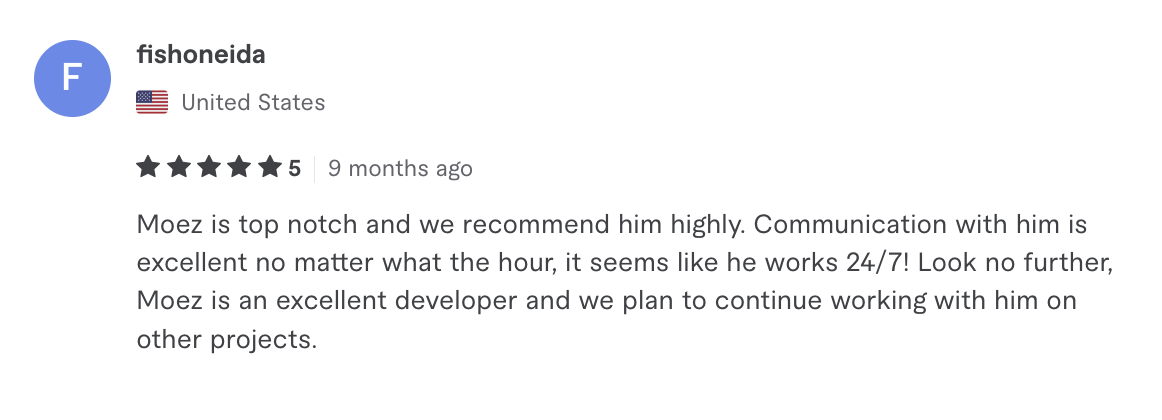 F
fishoneida
United States
5 9 months ago
Moez is top notch and we recommend him highly. Communication with him is
excellent no matter what the hour, it seems like he works 24/7! Look no further,
Moez is an excellent developer and we plan to continue working with him on
other projects.